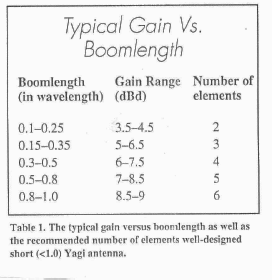 Typical Gain Vs.
Boomlength
Boomlength Gain Range Number of
(in wavelength) (dBd) elements
0.1–0.25 3.5–4.5 2
0.15–0.35 5–6.5 3
0.3–0.5 6–7.5 4
0.5–0.8 7–8.5 5
0.8–1.0 8.5–9 6
Table 1. The typical gain versus boomlength as well as
the recommended number of elements well-designed
short (<1.0) Yagi antenna.